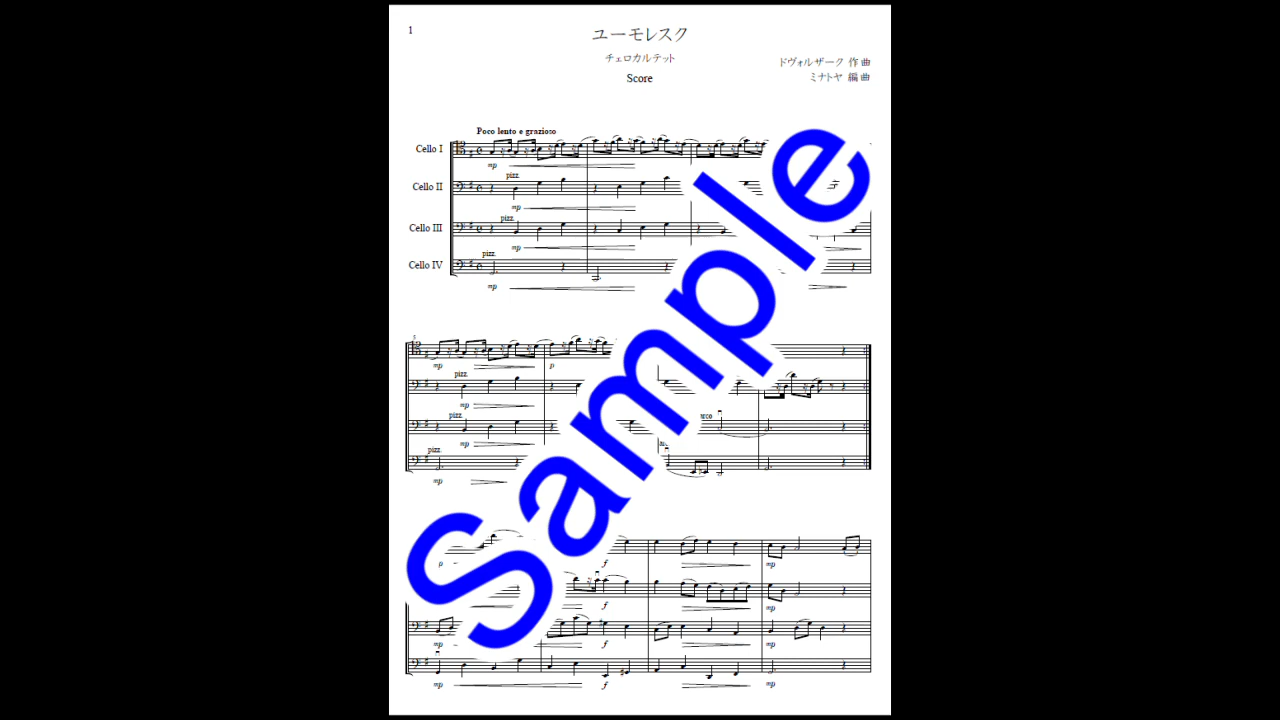 1
ユーモレスク
チェロカルテット
Score
ドヴォルザーク 作曲
ミナトヤ 編曲
Poco lento e grazioso
Cello I
mp
pizz.
Cello II
mp
pizz.
Cello III
mp
pizz.
Cello IV
mp
Sample
5
mp
p
pizz.
mp
pizz.
arco
mp
pizz.
mp
p
f
mp
f
mp
mp
f
mp
mp
f
mp